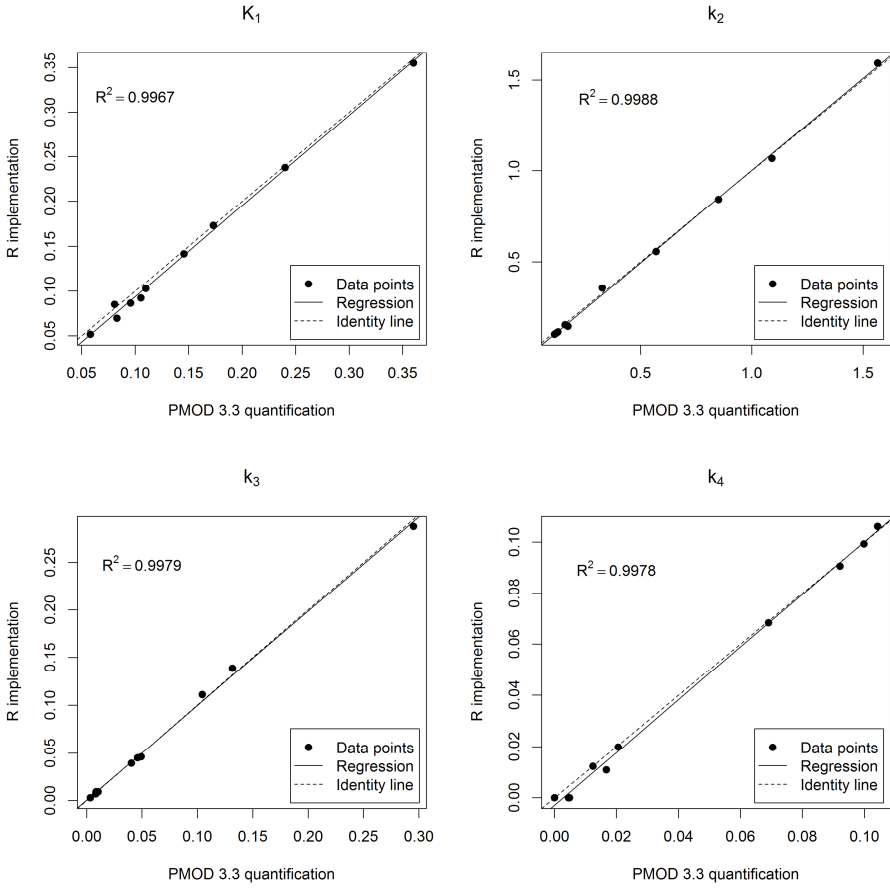 K₁
R² = 0.9967
R implementation
0.05 0.10 0.15 0.20 0.25 0.30 0.35
Data points
Regression
Identity line
0.05 0.10 0.15 0.20 0.25 0.30 0.35
PMOD 3.3 quantification
k₂
R² = 0.9988
R implementation
0.5 1.0 1.5
Data points
Regression
Identity line
0.5 1.0 1.5
PMOD 3.3 quantification
k₃
R² = 0.9979
R implementation
0.00 0.05 0.10 0.15 0.20 0.25
Data points
Regression
Identity line
0.00 0.05 0.10 0.15 0.20 0.25 0.30
PMOD 3.3 quantification
k₄
R² = 0.9978
R implementation
0.00 0.02 0.04 0.06 0.08 0.10
Data points
Regression
Identity line
0.00 0.02 0.04 0.06 0.08 0.10
PMOD 3.3 quantification